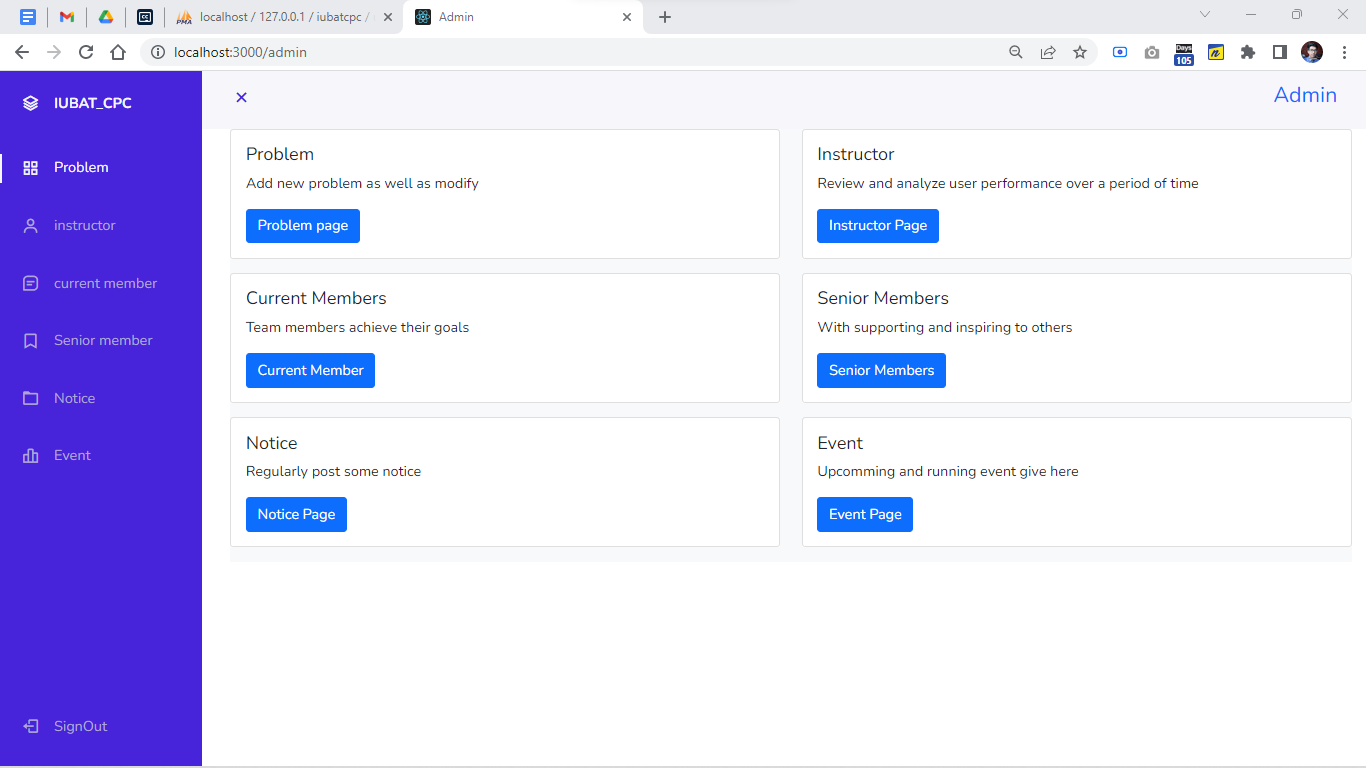 localhost / 127.0.0.1 / iubatcpc /
Admin
localhost:3000/admin
Days
105
IUBAT_CPC
Admin
Problem
instructor
current member
Senior member
Notice
Event
SignOut
Problem
Add new problem as well as modify
Problem page
Instructor
Review and analyze user performance over a period of time
Instructor Page
Current Members
Team members achieve their goals
Current Member
Senior Members
With supporting and inspiring to others
Senior Members
Notice
Regularly post some notice
Notice Page
Event
Upcomming and running event give here
Event Page